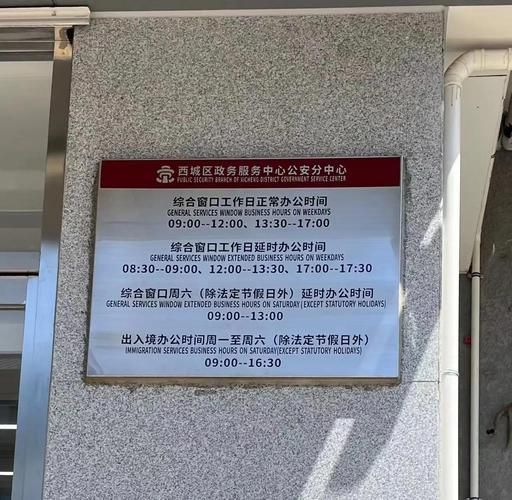 西城区政务服务中心公安分中心
PUBLIC SECURITY BRANCH OF XICHENG DISTRICT GOVERNMENT SERVICE CENTER
综合窗口工作日正常办公时间
GENERAL SERVICES WINDOW BUSINESS HOURS ON WEEKDAYS
09:00--12:00、13:30--17:00
综合窗口工作日延时办公时间
GENERAL SERVICES WINDOW EXTENDED BUSINESS HOURS ON WEEKDAYS
08:30--09:00、12:00--13:30、17:00--17:30
综合窗口周六（除法定节假日外）延时办公时间
GENERAL SERVICES WINDOW EXTENDED BUSINESS HOURS ON SATURDAY(EXCEPT STATUTORY HOLIDAYS)
09:00--13:00
出入境办公时间周一至周六（除法定节假日外）
IMMIGRATION SERVICES BUSINESS HOURS ON SATURDAY(EXCEPT STATUTORY HOLIDAYS)
09:00--16:30